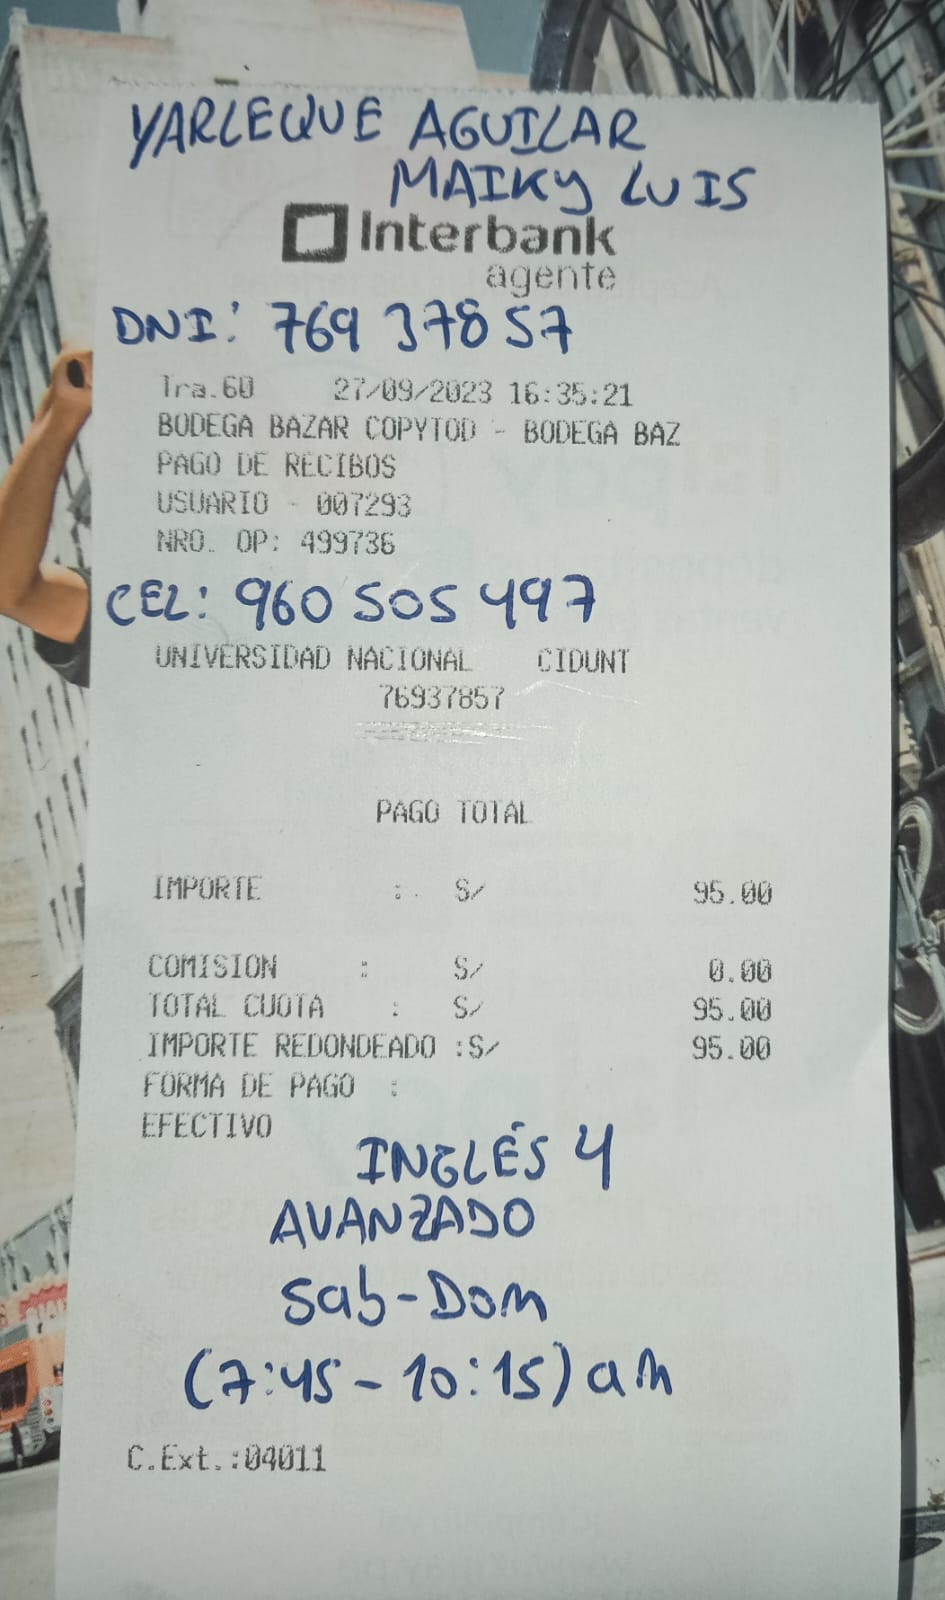 YARLEQUE AGUILAR
MAIKY LUIS
Interbank
agente
DNI: 769 378 57
Tra.60 27/09/2023 16:35:21
BODEGA BAZAR COPYTOD - BODEGA BAZ
PAGO DE RECIBOS
USUARIO - 007293
NRO. OP: 499736
CEL: 960 505 497
UNIVERSIDAD NACIONAL CIDUNT
76937857
PAGO TOTAL
IMPORTE : S/ 95.00
COMISION : S/ 0.00
TOTAL CUOTA : S/ 95.00
IMPORTE REDONDEADO :S/ 95.00
FORMA DE PAGO :
EFECTIVO
INGLÉS 4
AVANZADO
Sab-Dom
(7:45 - 10:15) am
C.Ext.:04011